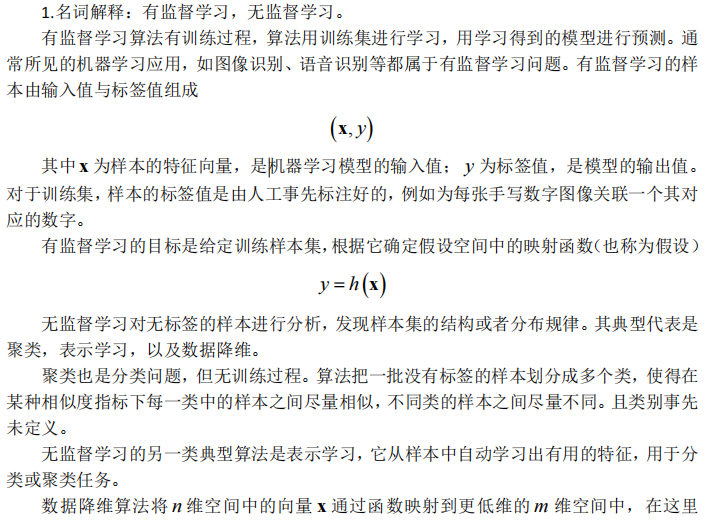 1.名词解释：有监督学习，无监督学习。
有监督学习算法有训练过程，算法用训练集进行学习，用学习得到的模型进行预测。通
常所见的机器学习应用，如图像识别、语音识别等都属于有监督学习问题。有监督学习的样
本由输入值与标签值组成
(x, y)
其中 x 为样本的特征向量，是机器学习模型的输入值； y 为标签值，是模型的输出值。
对于训练集，样本的标签值是由人工事先标注好的，例如为每张手写数字图像关联一个其对
应的数字。
有监督学习的目标是给定训练样本集，根据它确定假设空间中的映射函数（也称为假设）
y = h(x)
无监督学习对无标签的样本进行分析，发现样本集的结构或者分布规律。其典型代表是
聚类，表示学习，以及数据降维。
聚类也是分类问题，但无训练过程。算法把一批没有标签的样本划分成多个类，使得在
某种相似度指标下每一类中的样本之间尽量相似，不同类的样本之间尽量不同。且类别事先
未定义。
无监督学习的另一类典型算法是表示学习，它从样本中自动学习出有用的特征，用于分
类或聚类任务。
数据降维算法将 n 维空间中的向量 x 通过函数映射到更低维的 m 维空间中，在这里